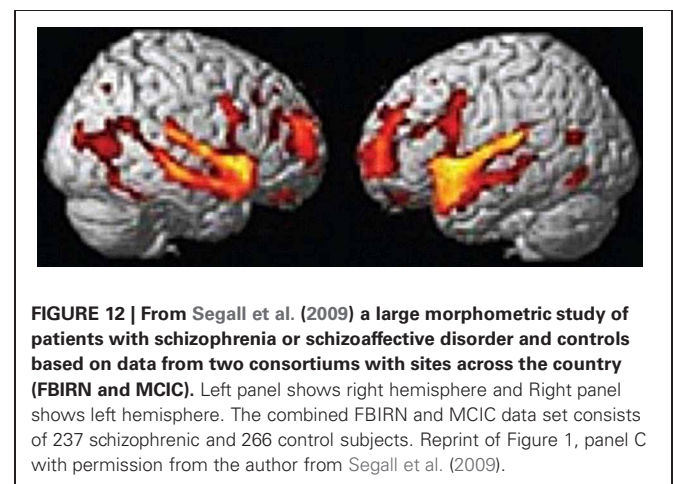 FIGURE 12 | From Segall et al. (2009) a large morphometric study of
patients with schizophrenia or schizoaffective disorder and controls
based on data from two consortiums with sites across the country
(FBIRN and MCIC). Left panel shows right hemisphere and Right panel
shows left hemisphere. The combined FBIRN and MCIC data set consists
of 237 schizophrenic and 266 control subjects. Reprint of Figure 1, panel C
with permission from the author from Segall et al. (2009).